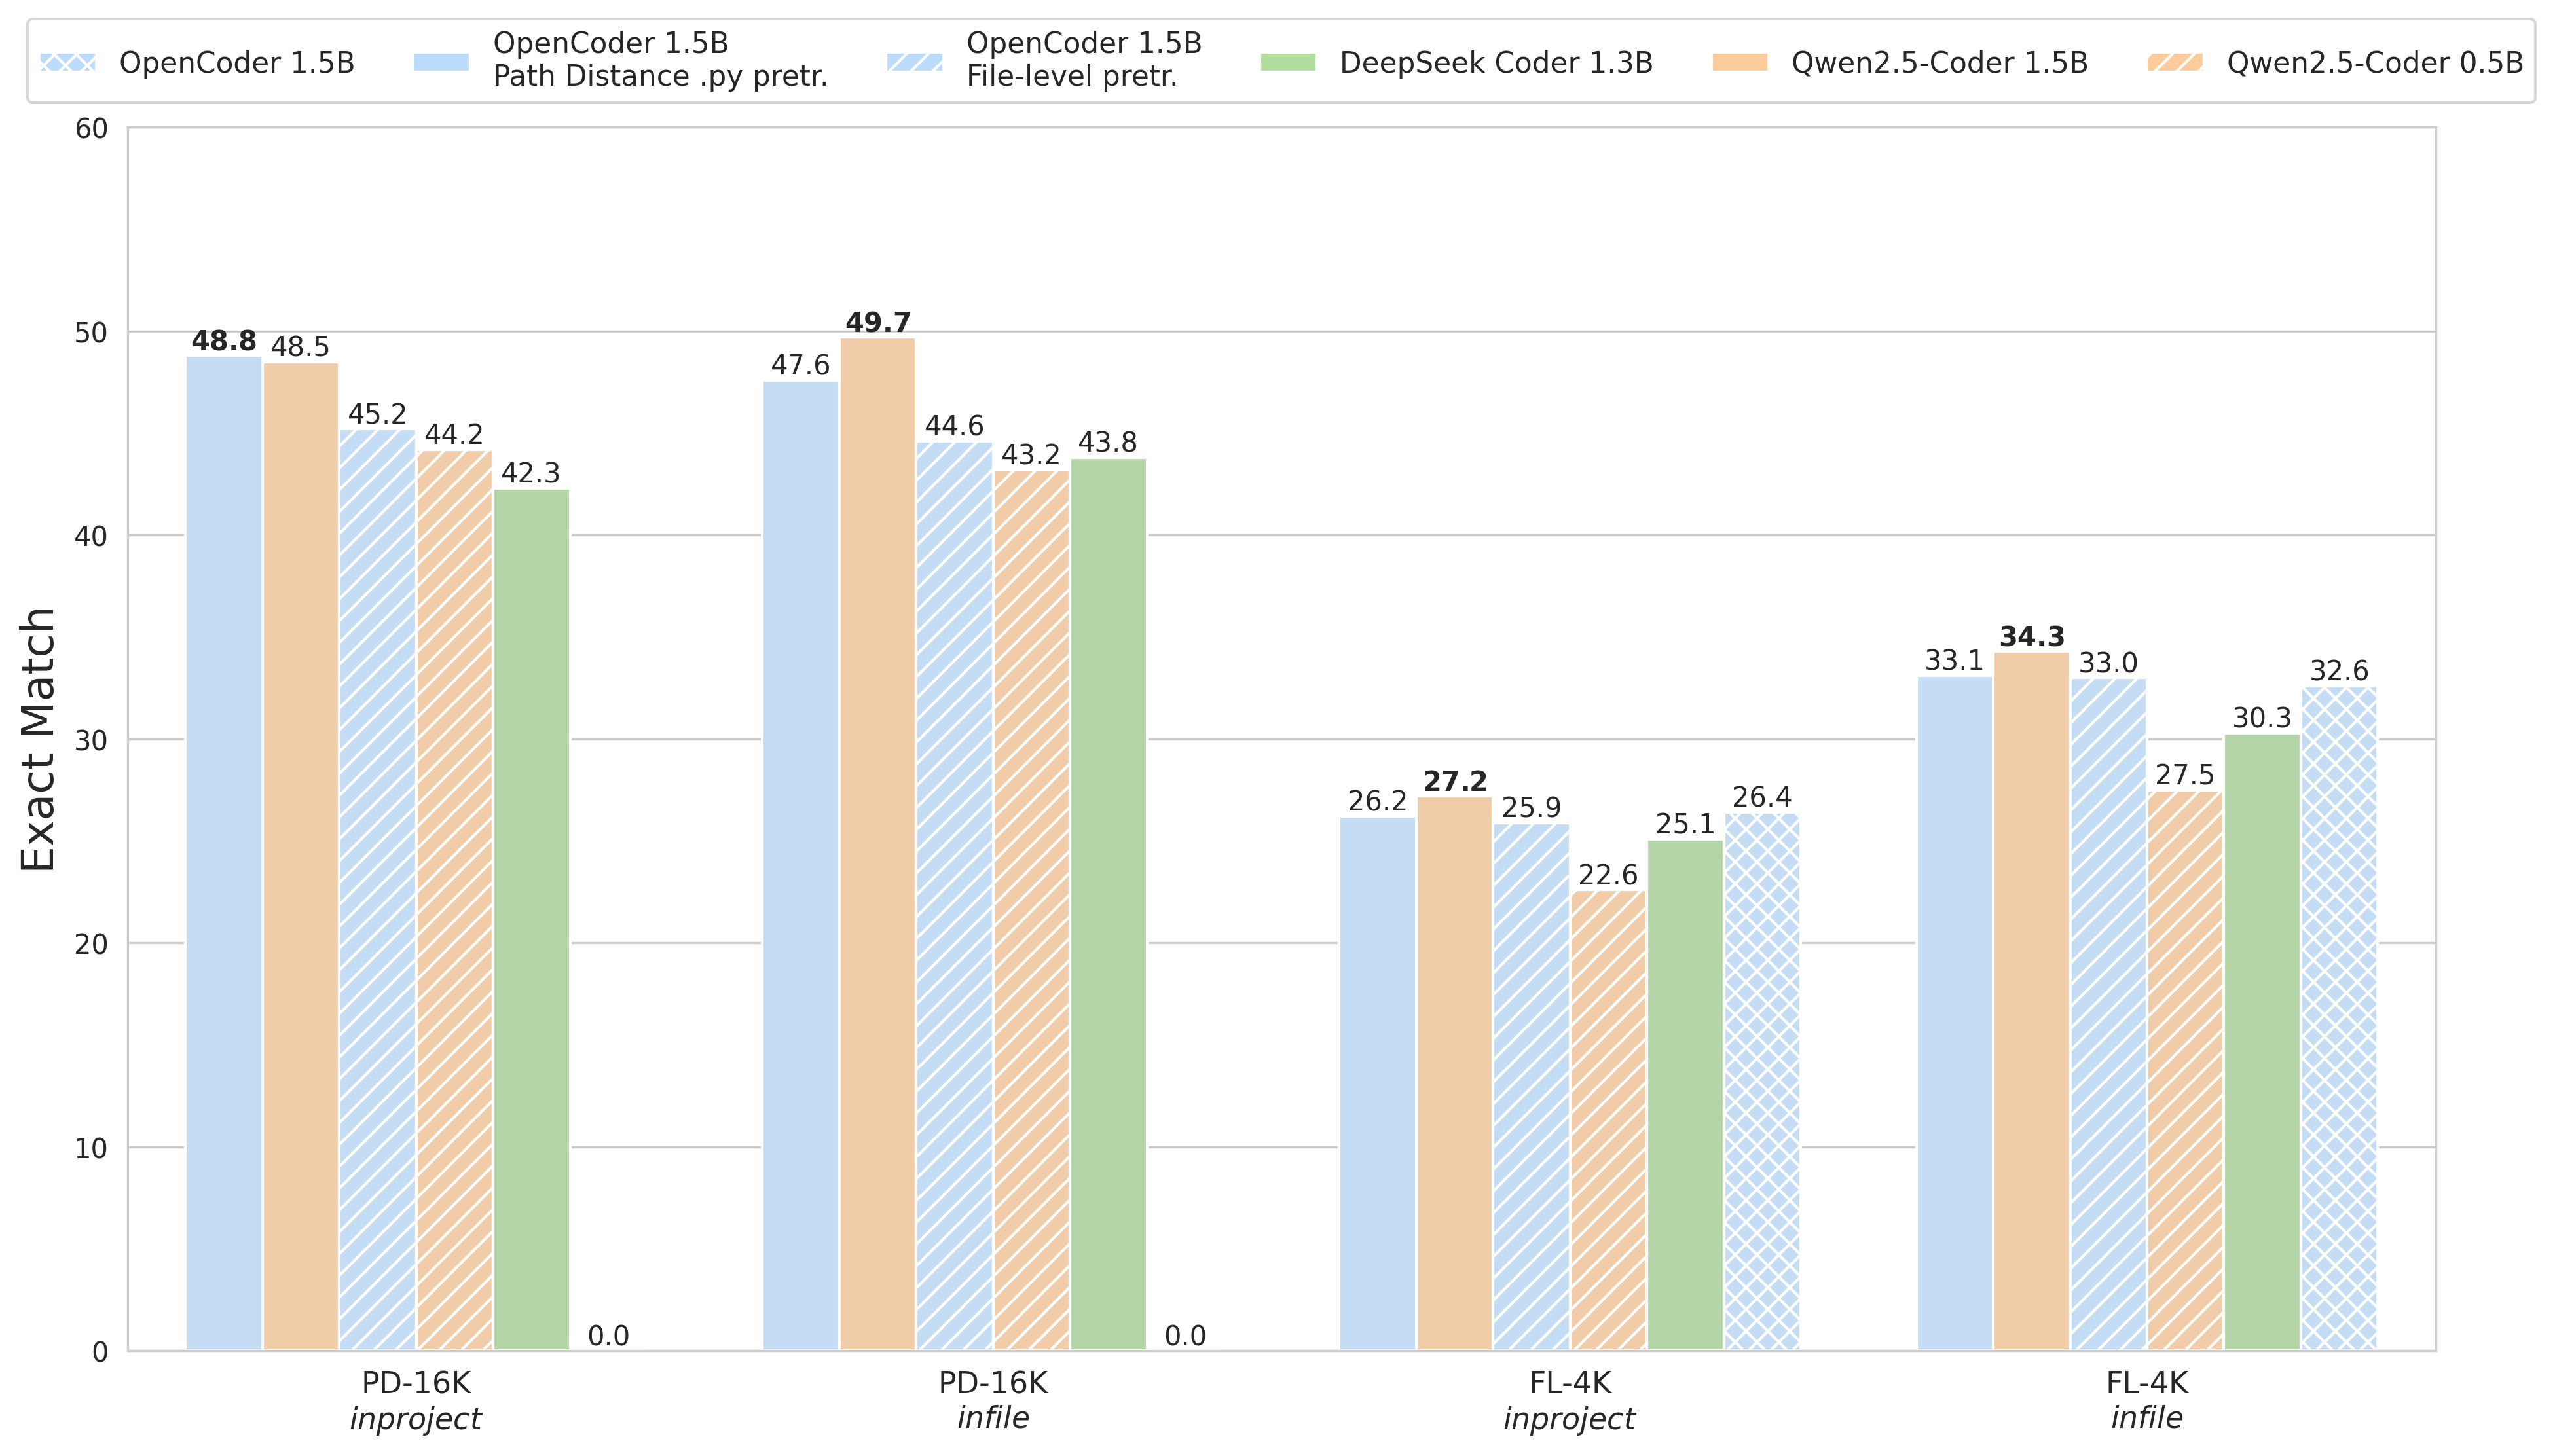 OpenCoder 1.5B
OpenCoder 1.5B
Path Distance .py pretr.
OpenCoder 1.5B
File-level pretr.
DeepSeek Coder 1.3B
Qwen2.5-Coder 1.5B
Qwen2.5-Coder 0.5B
Exact Match
60
50
40
30
20
10
0
48.8
48.5
45.2
44.2
42.3
0.0
47.6
49.7
44.6
43.2
43.8
0.0
26.2
27.2
25.9
22.6
25.1
26.4
33.1
34.3
33.0
27.5
30.3
32.6
PD-16K
inproject
PD-16K
infile
FL-4K
inproject
FL-4K
infile